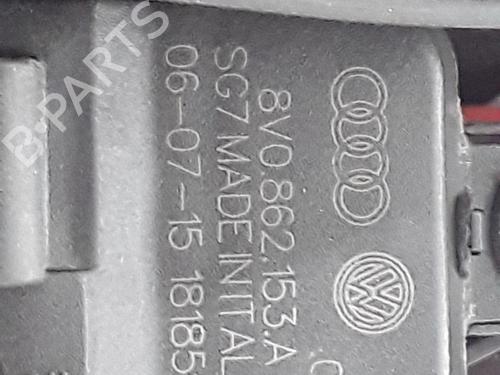 8V0.862.153.A
SG7 MADE IN ITAL
06-07-15 18185
B-PARTS